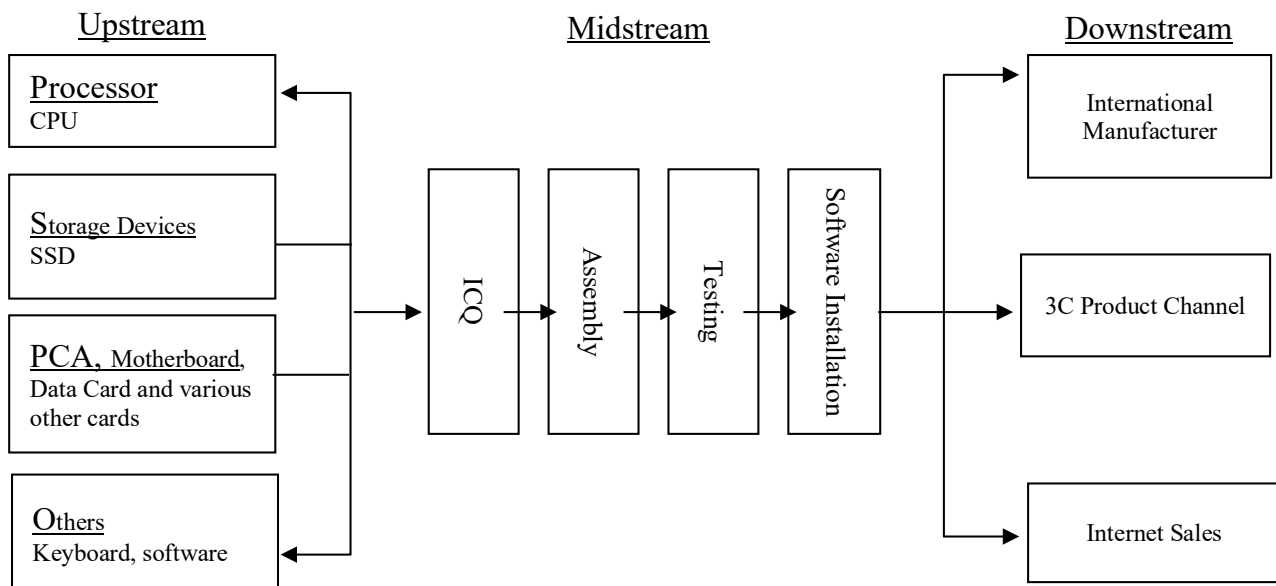 Upstream
Midstream
Downstream
Processor
CPU
Storage Devices
SSD
PCA, Motherboard,
Data Card and various
other cards
Others
Keyboard, software
ICQ
Assembly
Testing
Software Installation
International
Manufacturer
3C Product Channel
Internet Sales